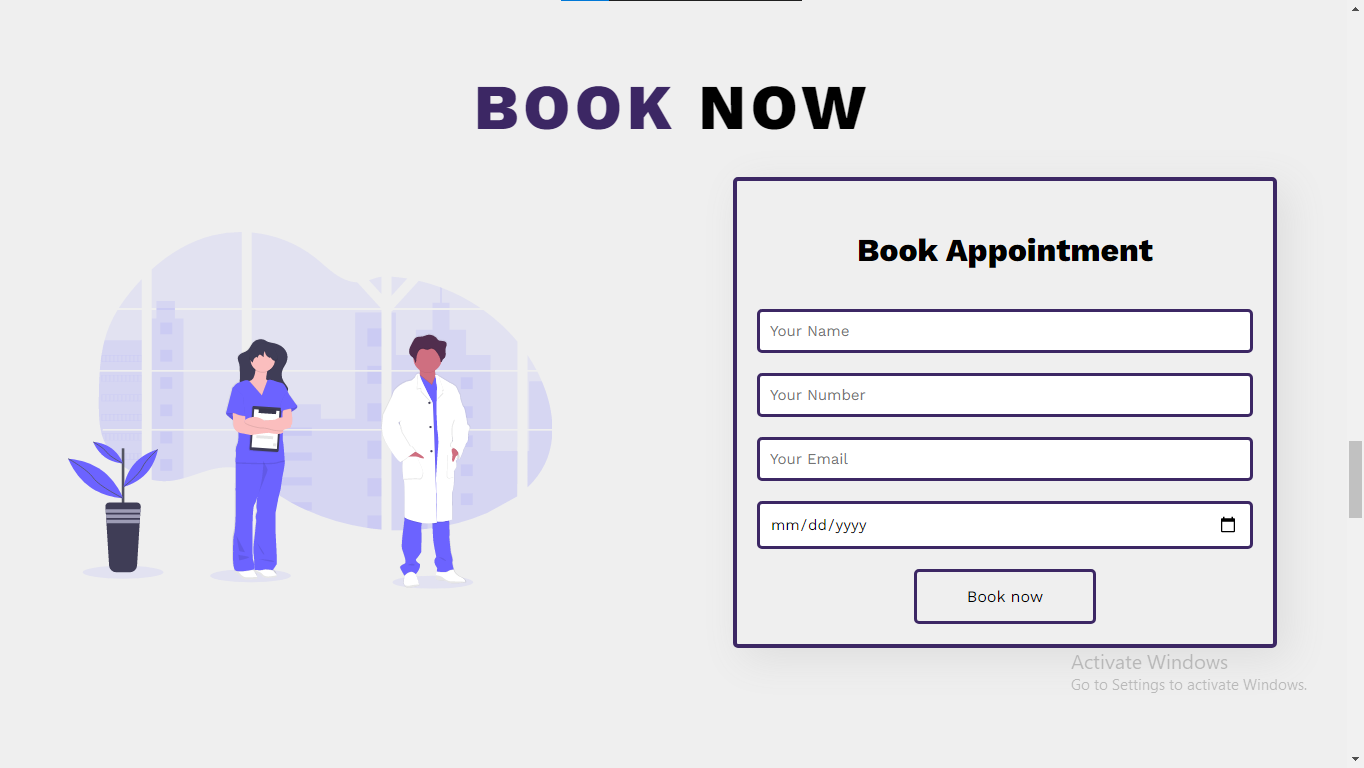 BOOK NOW
Book Appointment
Your Name
Your Number
Your Email
mm/dd/yyyy
Book now
Activate Windows
Go to Settings to activate Windows.